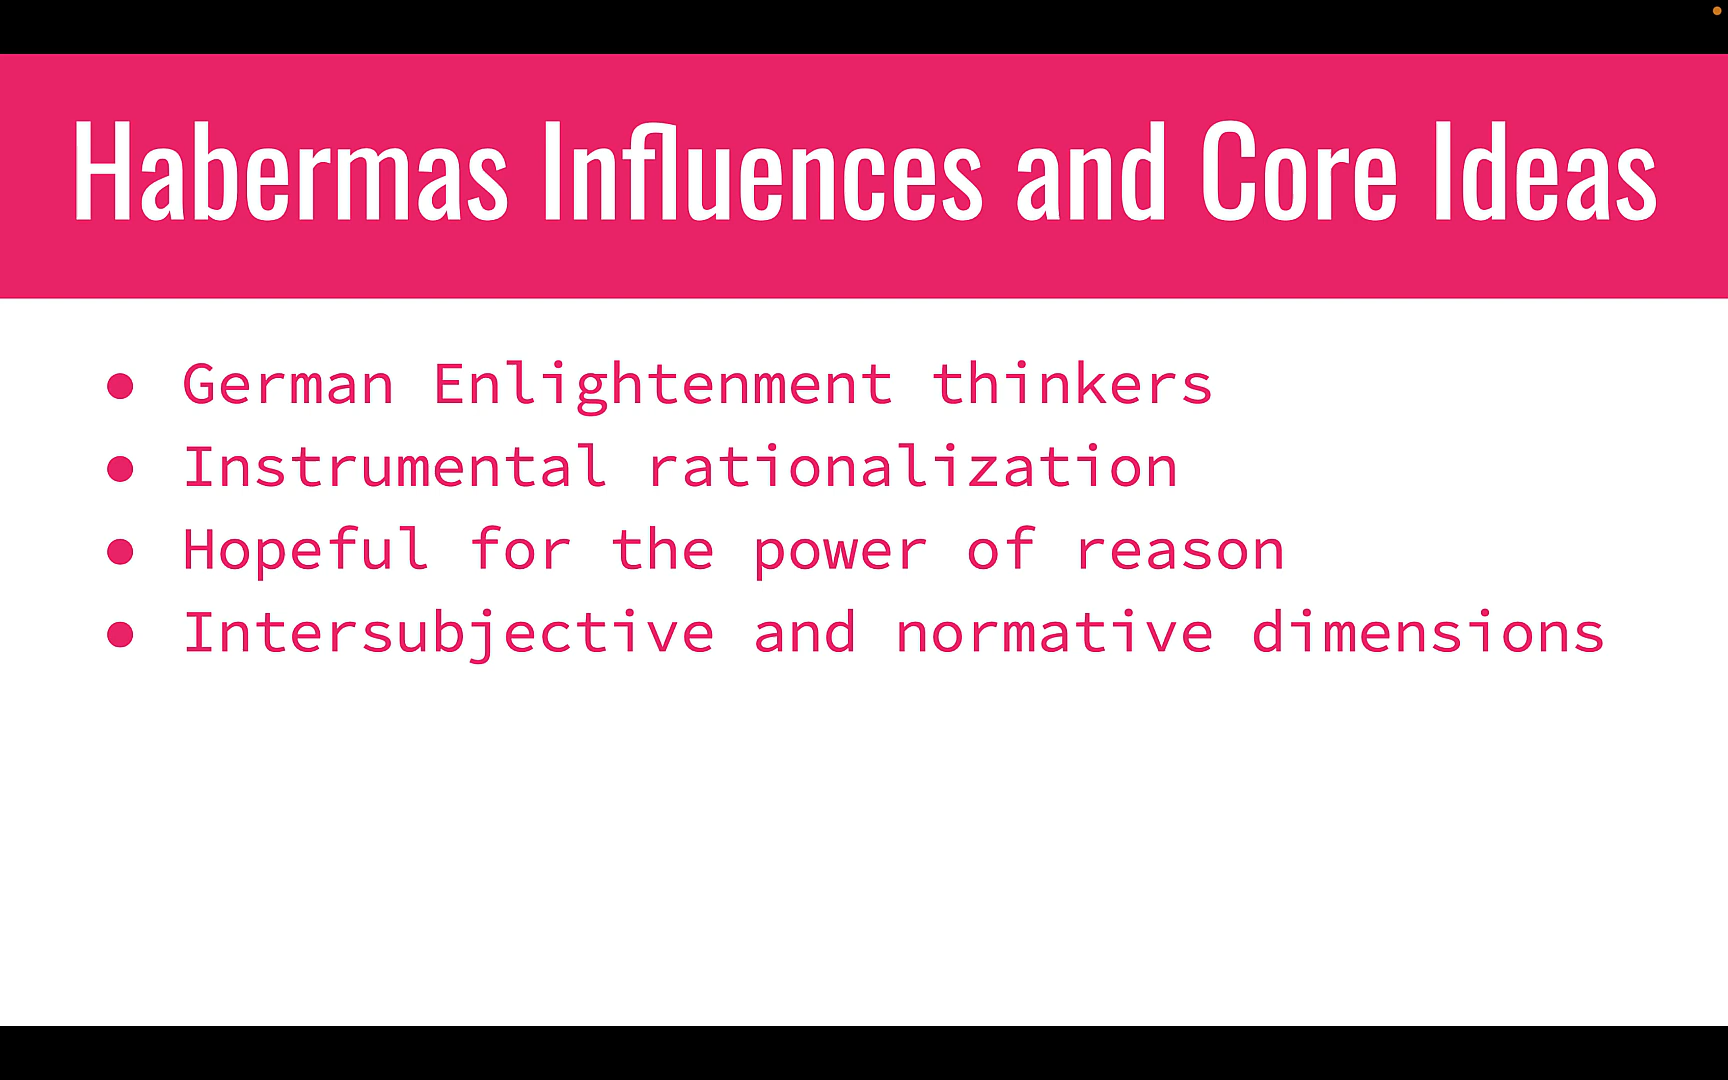 Habermas Influences and Core Ideas
● German Enlightenment thinkers
● Instrumental rationalization
● Hopeful for the power of reason
● Intersubjective and normative dimensions